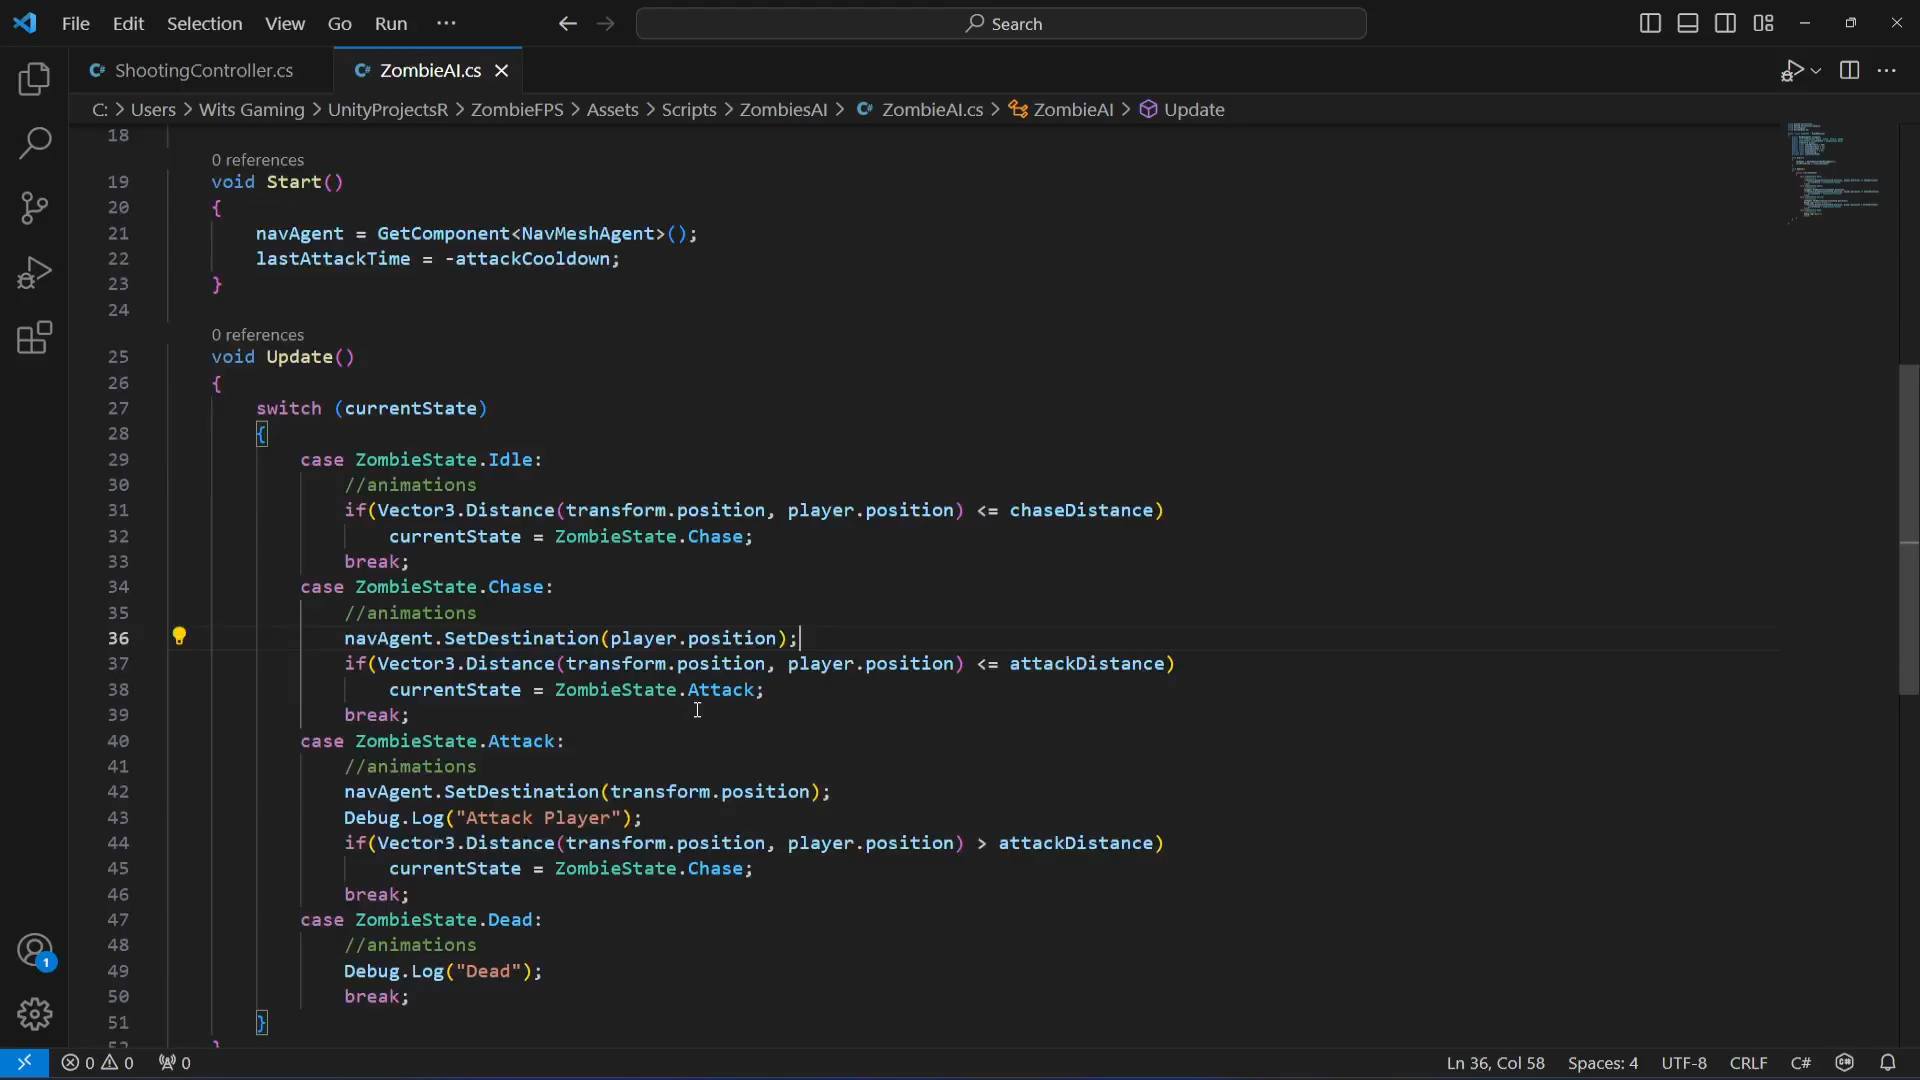 File Edit Selection View Go Run ··· Search
ShootingController.cs ZombieAI.cs
C: > Users > Wits Gaming > UnityProjectsR > ZombieFPS > Assets > Scripts > ZombiesAI > ZombieAI.cs > ZombieAI > Update
18
0 references
19 void Start()
20 {
21 navAgent = GetComponent<NavMeshAgent>();
22 lastAttackTime = -attackCooldown;
23 }
24
0 references
25 void Update()
26 {
27 switch (currentState)
28 {
29 case ZombieState.Idle:
30 //animations
31 if(Vector3.Distance(transform.position, player.position) <= chaseDistance)
32 currentState = ZombieState.Chase;
33 break;
34 case ZombieState.Chase:
35 //animations
36 navAgent.SetDestination(player.position);
37 if(Vector3.Distance(transform.position, player.position) <= attackDistance)
38 currentState = ZombieState.Attack;
39 break;
40 case ZombieState.Attack:
41 //animations
42 navAgent.SetDestination(transform.position);
43 Debug.Log("Attack Player");
44 if(Vector3.Distance(transform.position, player.position) > attackDistance)
45 currentState = ZombieState.Chase;
46 break;
47 case ZombieState.Dead:
48 //animations
49 Debug.Log("Dead");
50 break;
51 }
1
0 0 0 Ln 36, Col 58 Spaces: 4 UTF-8 CRLF C#